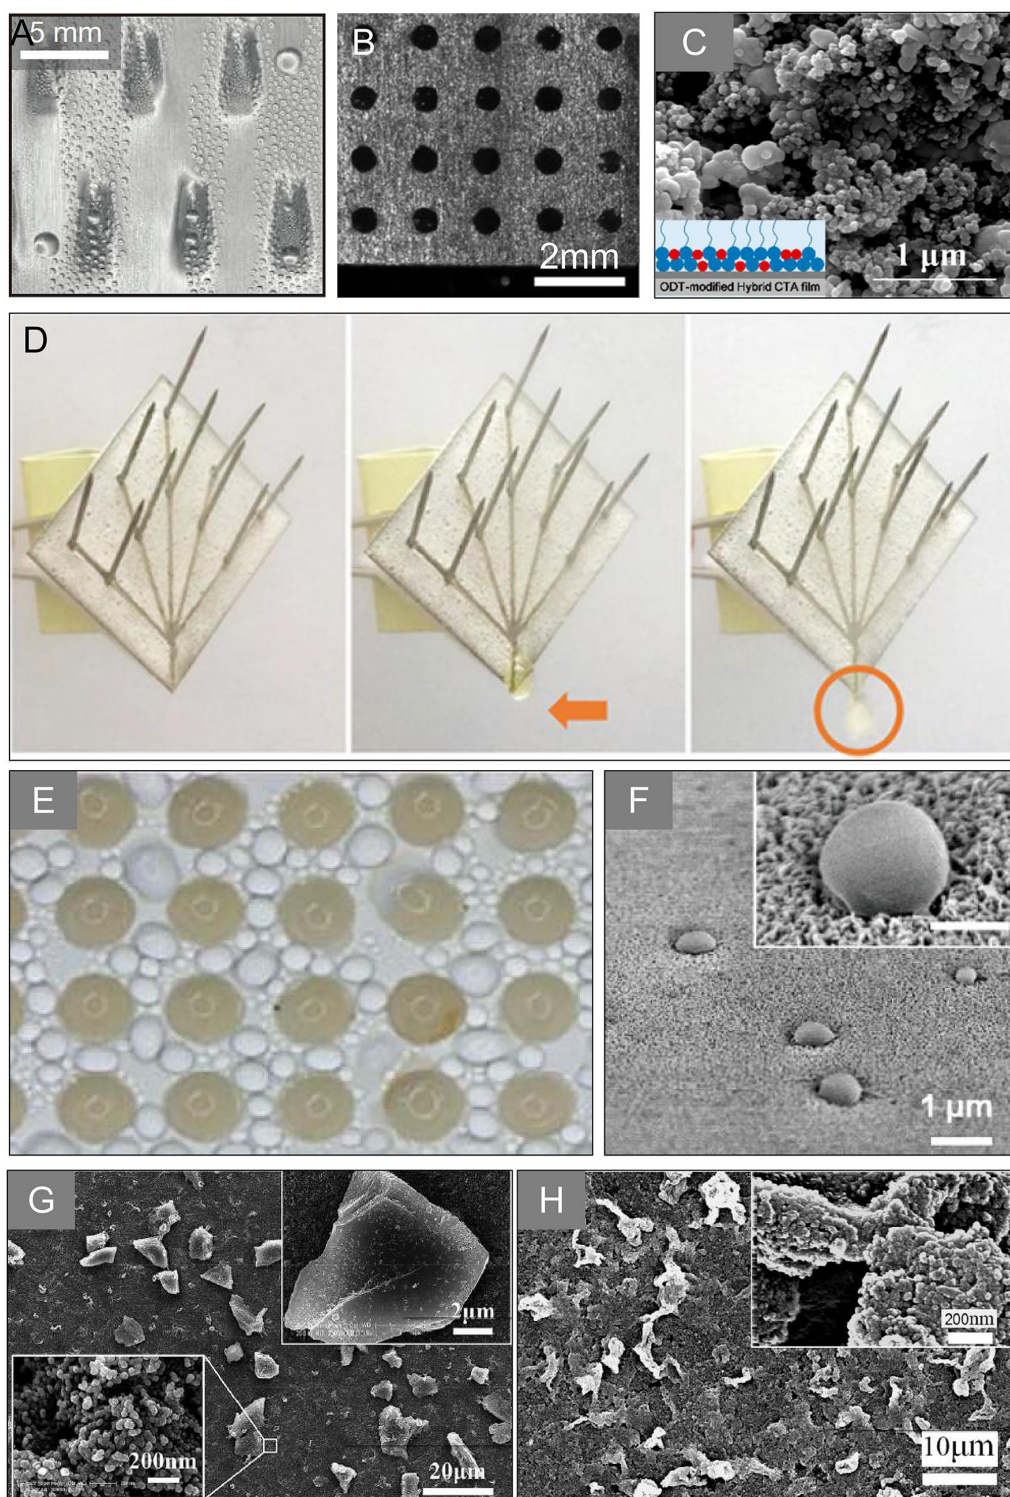 A
5 mm
B
2mm
C
1 μm
ODT-modified Hybrid CTA film
D
E
F
1 μm
G
2μm
200nm
20μm
H
200nm
10μm